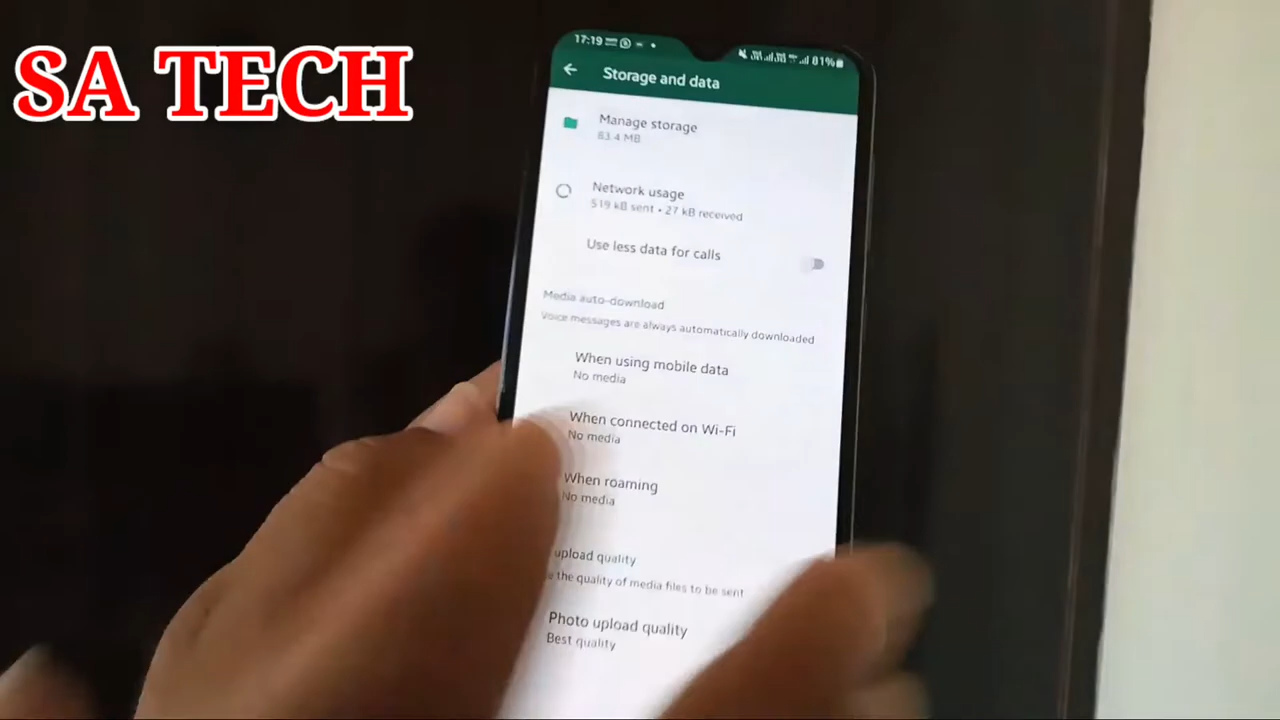 SA TECH
17:19
81%
Storage and data
Manage storage
83.4 MB
Network usage
519 kB sent • 27 kB received
Use less data for calls
Media auto-download
Voice messages are always automatically downloaded
When using mobile data
No media
When connected on Wi-Fi
No media
When roaming
No media
upload quality
the quality of media files to be sent
Photo upload quality
Best quality